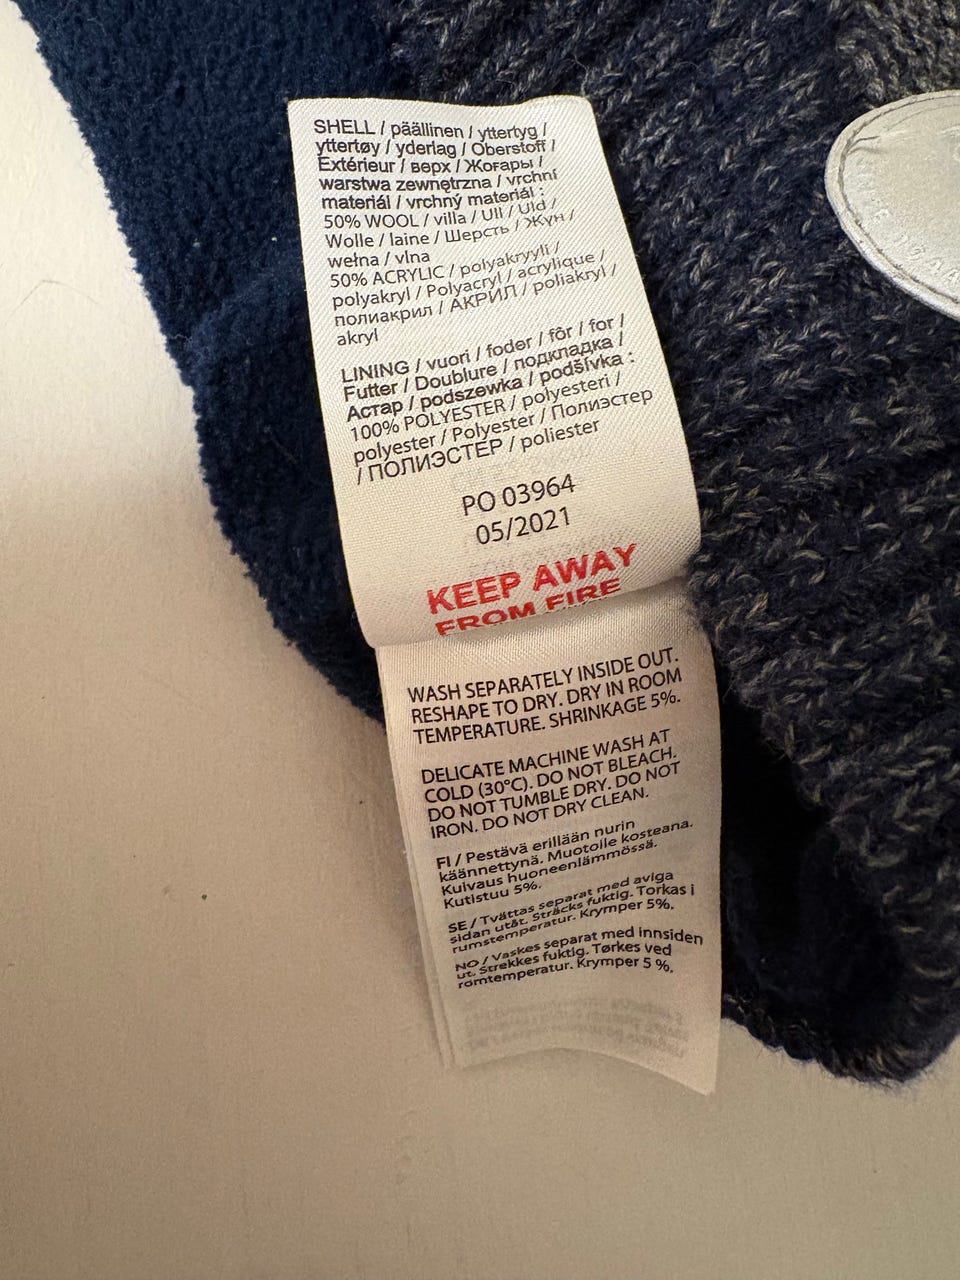 SHELL / päällinen / yttertyg /
yttertøy / yderlag / Oberstoff /
Extérieur / верх / Жоғары /
warstwa zewnętrzna / vrchní
materiál / vrchný materiál :
50% WOOL / villa / Ull / Uld /
Wolle / laine / Шерсть / Жүн /
wełna / vlna
50% ACRYLIC / polyakryyli /
polyakryl / Polyacryl / acrylique /
полиакрил / АКРИЛ / poliakryl /
akryl
LINING / vuori / foder / fôr / for /
Futter / Doublure / подкладка /
Астар / podszewka / podšívka :
100% POLYESTER / polyesteri /
polyester / Polyester / Полиэстер
/ ПОЛИЭСТЕР / poliester
PO 03964
05/2021
KEEP AWAY
FROM FIRE
WASH SEPARATELY INSIDE OUT.
RESHAPE TO DRY. DRY IN ROOM
TEMPERATURE. SHRINKAGE 5%.
DELICATE MACHINE WASH AT
COLD (30°C). DO NOT BLEACH.
DO NOT TUMBLE DRY. DO NOT
IRON. DO NOT DRY CLEAN.
FI / Pestävä erillään nurin
käännettynä. Muotoile kosteana.
Kuivaus huoneenlämmössä.
Kutistuu 5%.
SE / Tvättas separat med aviga
sidan utåt. Sträcks fuktig. Torkas i
rumstemperatur. Krymper 5%.
NO / Vaskes separat med innsiden
ut. Strekkes fuktig. Tørkes ved
romtemperatur. Krymper 5 %.